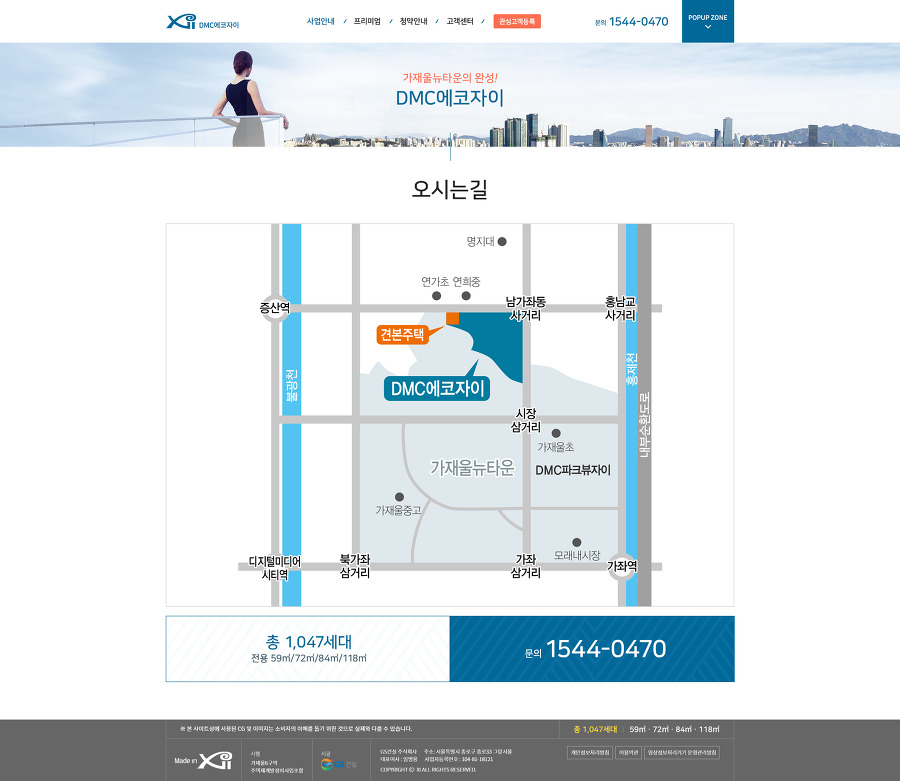 Xi DMC에코자이
사업안내 / 프리미엄 / 청약안내 / 고객센터 / 관심고객등록
문의 1544-0470
POPUP ZONE
가재울뉴타운의 완성!
DMC에코자이
오시는길
명지대
연가초 연희중
증산역
남가좌동
사거리
홍남교
사거리
견본주택
불광천
홍제천
DMC에코자이
내부순환도로
시장
삼거리
가재울초
가재울뉴타운
DMC파크뷰자이
가재울중고
모래내시장
디지털미디어
시티역
북가좌
삼거리
가좌
삼거리
가좌역
총 1,047세대
전용 59㎡/72㎡/84㎡/118㎡
문의 1544-0470
※ 본 사이트상에 사용된 CG 및 이미지는 소비자의 이해를 돕기 위한 것으로 실제와 다를 수 있습니다.
총 1,047세대 59㎡ · 72㎡ · 84㎡ · 118㎡
Made in Xi
시행
가재울6구역
주택재개발정비사업조합
시공
GS건설
GS건설 주식회사 주소: 서울특별시 종로구 종로33 그랑서울
대표이사 : 임병용 사업자등록번호 : 104-81-18121
COPYRIGHT ⓒ XI ALL RIGHTS RESERVED.
개인정보처리방침
이용약관
영상정보처리기기 운영관리방침